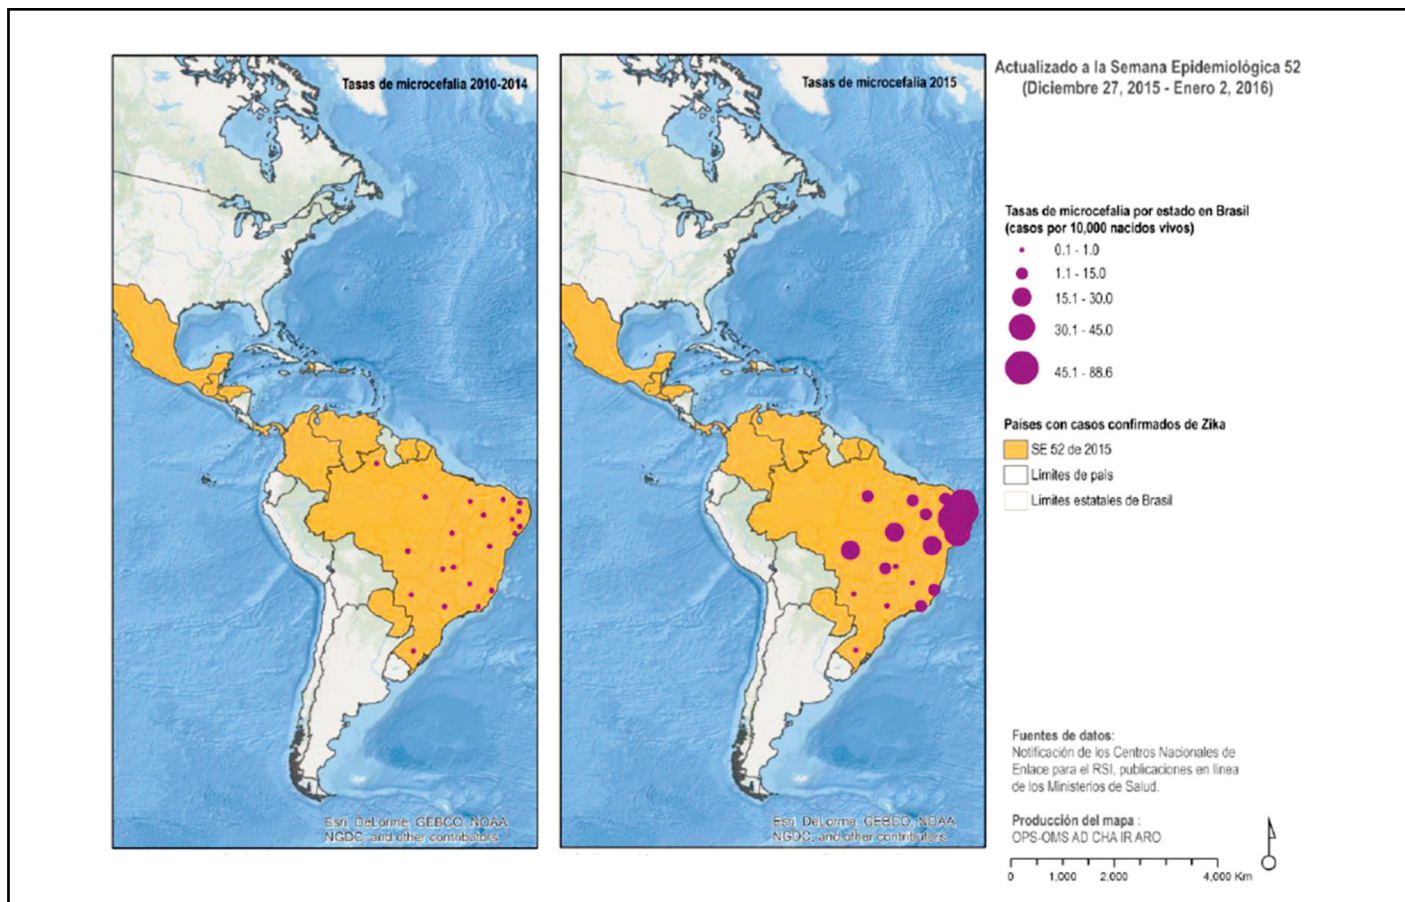 Tasas de microcefalia 2010-2014
Esri, DeLorme, GEBCO, NOAA,
NGDC, and other contributors
Tasas de microcefalia 2015
Esri, DeLorme, GEBCO, NOAA,
NGDC, and other contributors
Actualizado a la Semana Epidemiológica 52
(Diciembre 27, 2015 - Enero 2, 2016)
Tasas de microcefalia por estado en Brasil
(casos por 10,000 nacidos vivos)
0.1 - 1.0
1.1 - 15.0
15.1 - 30.0
30.1 - 45.0
45.1 - 88.6
Países con casos confirmados de Zika
SE 52 de 2015
Límites de país
Límites estatales de Brasil
Fuentes de datos:
Notificación de los Centros Nacionales de
Enlace para el RSI, publicaciones en línea
de los Ministerios de Salud.
Producción del mapa :
OPS-OMS AD CHA IR ARO
0 1,000 2,000 4,000 Km